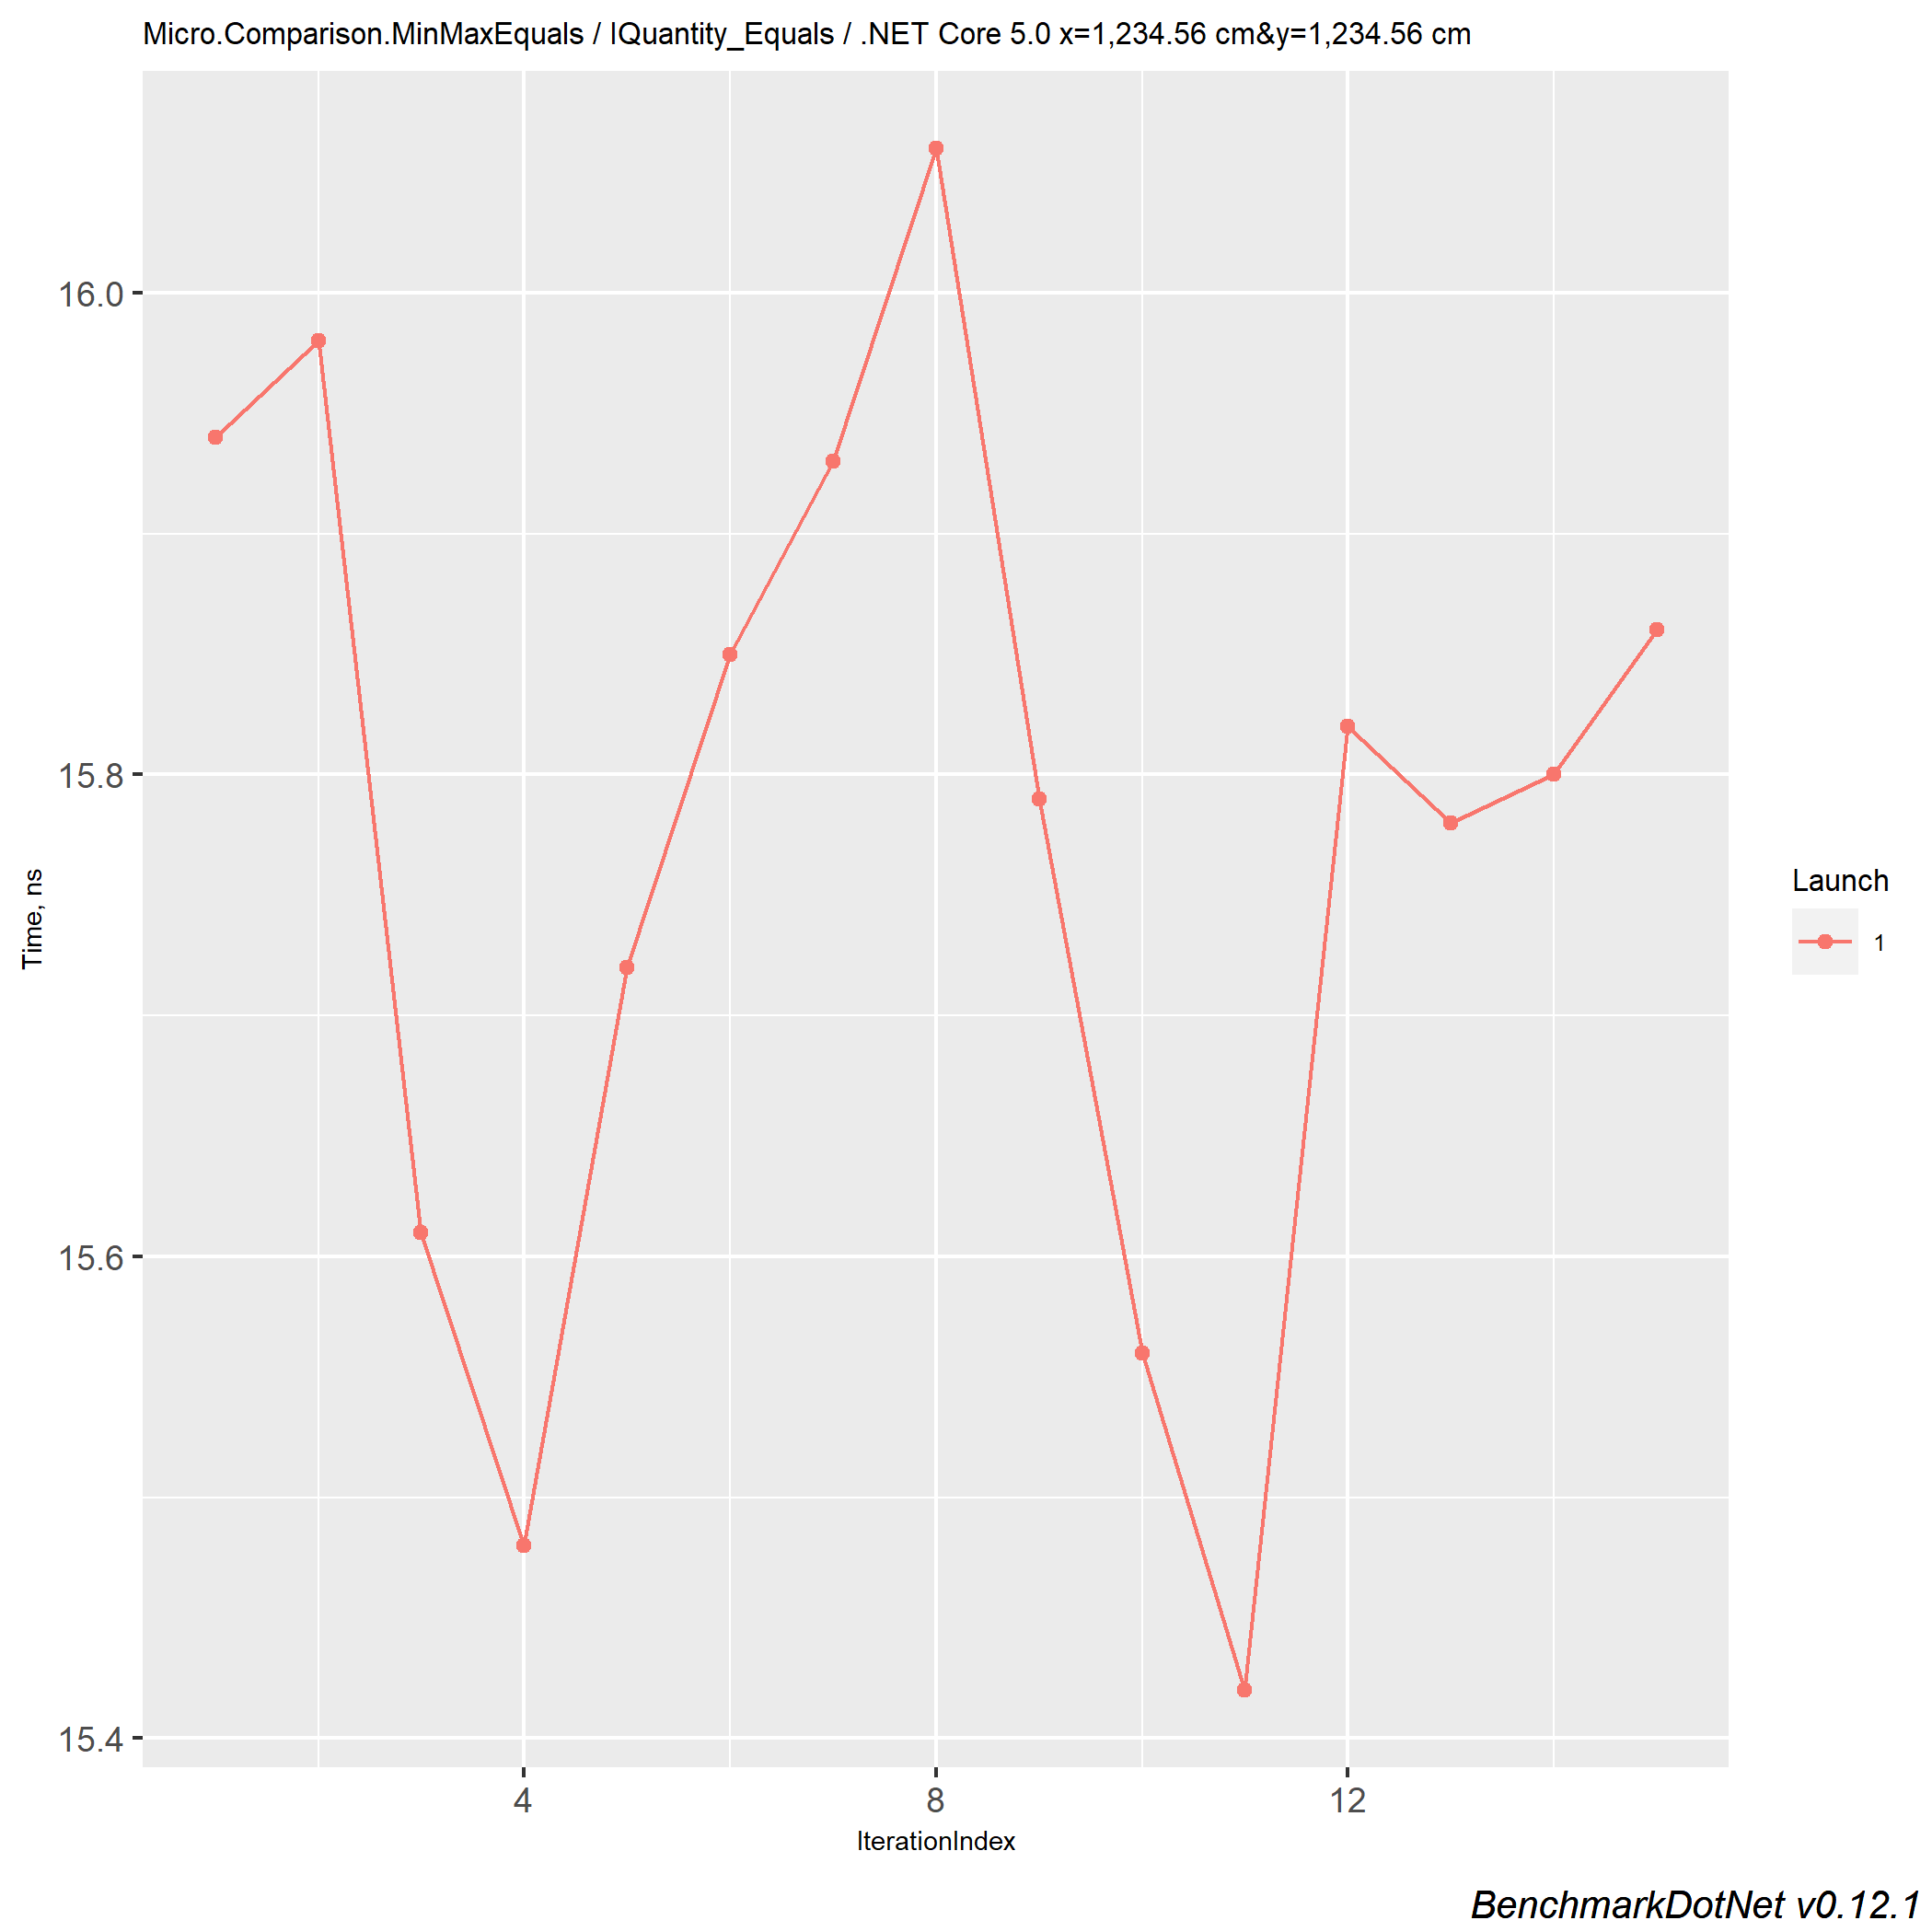 Micro.Comparison.MinMaxEquals / IQuantity_Equals / .NET Core 5.0 x=1,234.56 cm&y=1,234.56 cm
16.0
15.8
15.6
15.4
Time, ns
4 8 12
IterationIndex
Launch
1
BenchmarkDotNet v0.12.1